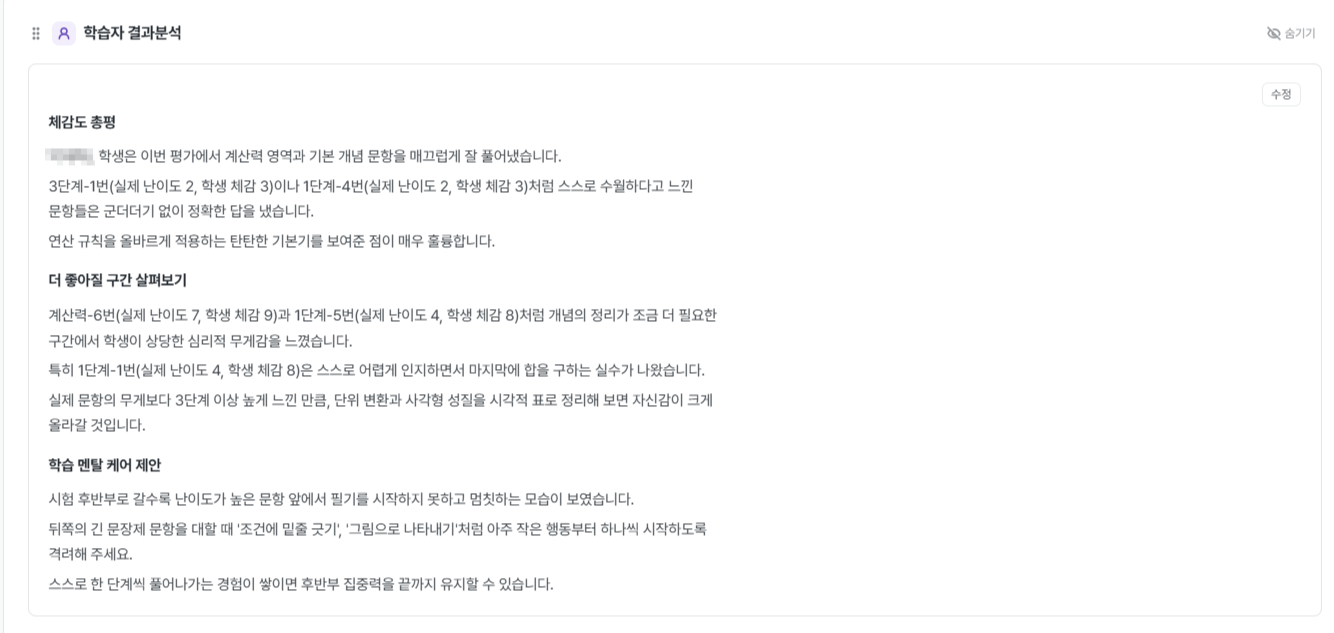 학습자 결과분석
숨기기
수정
체감도 총평
학생은 이번 평가에서 계산력 영역과 기본 개념 문항을 매끄럽게 잘 풀어냈습니다.
3단계-1번(실제 난이도 2, 학생 체감 3)이나 1단계-4번(실제 난이도 2, 학생 체감 3)처럼 스스로 수월하다고 느낀
문항들은 군더더기 없이 정확한 답을 냈습니다.
연산 규칙을 올바르게 적용하는 탄탄한 기본기를 보여준 점이 매우 훌륭합니다.
더 좋아질 구간 살펴보기
계산력-6번(실제 난이도 7, 학생 체감 9)과 1단계-5번(실제 난이도 4, 학생 체감 8)처럼 개념의 정리가 조금 더 필요한
구간에서 학생이 상당한 심리적 무게감을 느꼈습니다.
특히 1단계-1번(실제 난이도 4, 학생 체감 8)은 스스로 어렵게 인지하면서 마지막에 합을 구하는 실수가 나왔습니다.
실제 문항의 무게보다 3단계 이상 높게 느낀 만큼, 단위 변환과 사각형 성질을 시각적 표로 정리해 보면 자신감이 크게
올라갈 것입니다.
학습 멘탈 케어 제안
시험 후반부로 갈수록 난이도가 높은 문항 앞에서 필기를 시작하지 못하고 멈칫하는 모습이 보였습니다.
뒤쪽의 긴 문장제 문항을 대할 때 '조건에 밑줄 긋기', '그림으로 나타내기'처럼 아주 작은 행동부터 하나씩 시작하도록
격려해 주세요.
스스로 한 단계씩 풀어나가는 경험이 쌓이면 후반부 집중력을 끝까지 유지할 수 있습니다.